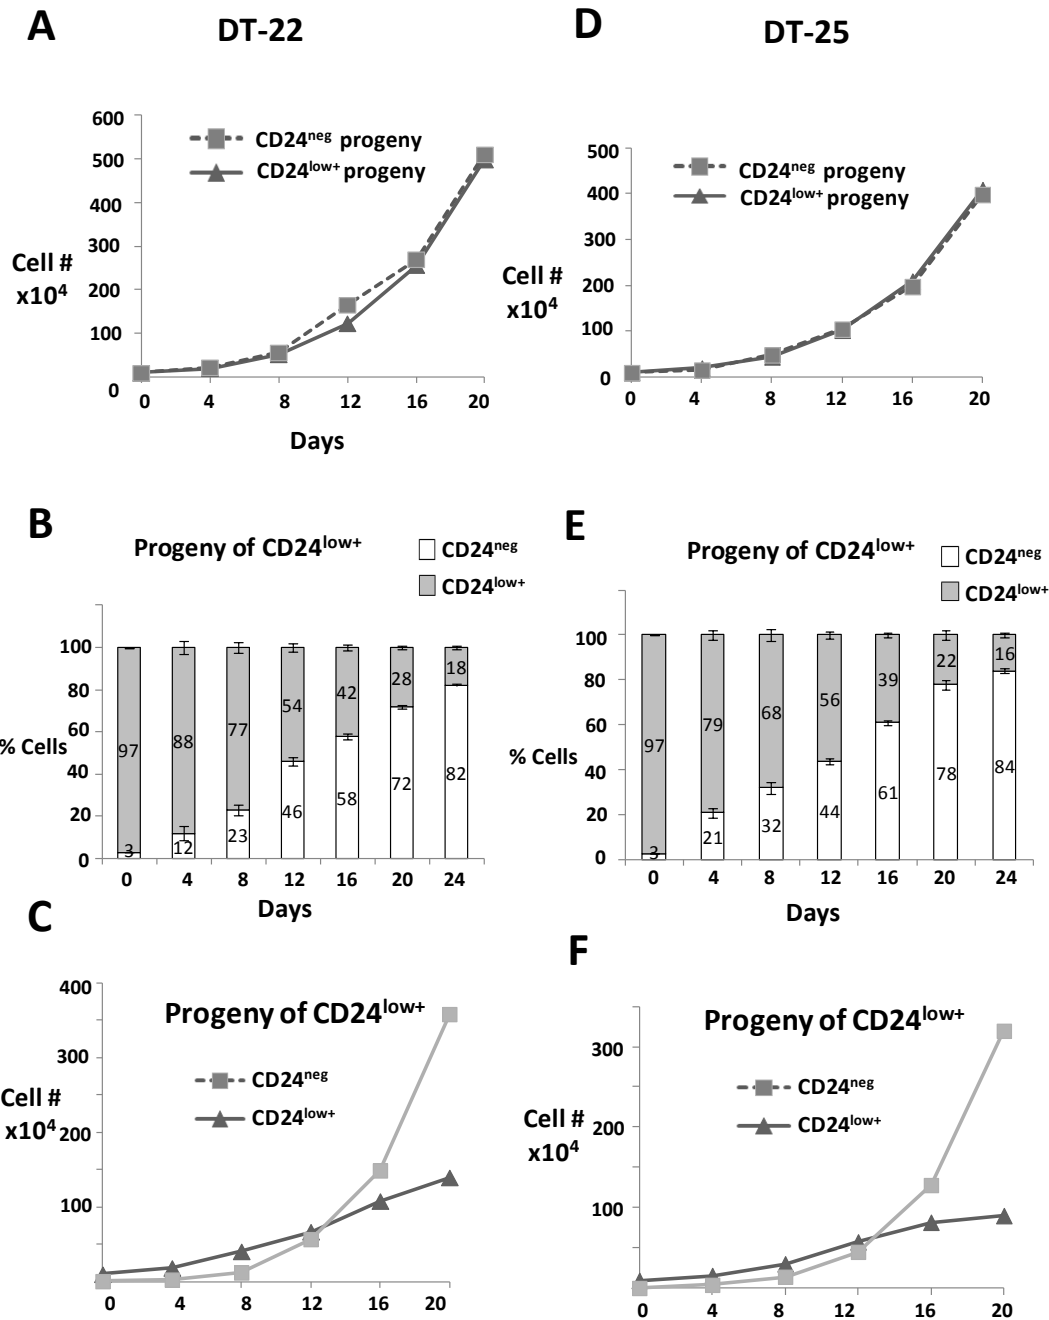 A
DT-22
D
DT-25
600
500
400
300
200
100
0
Cell #
x10⁴
CD24ⁿᵉᵍ progeny
CD24ˡᵒʷ⁺ progeny
0 4 8 12 16 20
Days
500
400
300
200
100
0
Cell #
x10⁴
CD24ⁿᵉᵍ progeny
CD24ˡᵒʷ⁺ progeny
0 4 8 12 16 20
B
Progeny of CD24ˡᵒʷ⁺
CD24ⁿᵉᵍ
CD24ˡᵒʷ⁺
100
80
60
40
20
0
% Cells
97 88 77 54 42 28 18
3 12 23 46 58 72 82
0 4 8 12 16 20 24
Days
E
Progeny of CD24ˡᵒʷ⁺
CD24ⁿᵉᵍ
CD24ˡᵒʷ⁺
100
80
60
40
20
0
% Cells
97 79 68 56 39 22 16
3 21 32 44 61 78 84
0 4 8 12 16 20 24
Days
C
Progeny of CD24ˡᵒʷ⁺
400
300
200
100
Cell #
x10⁴
CD24ⁿᵉᵍ
CD24ˡᵒʷ⁺
0 4 8 12 16 20
F
Progeny of CD24ˡᵒʷ⁺
300
200
100
Cell #
x10⁴
CD24ⁿᵉᵍ
CD24ˡᵒʷ⁺
0 4 8 12 16 20